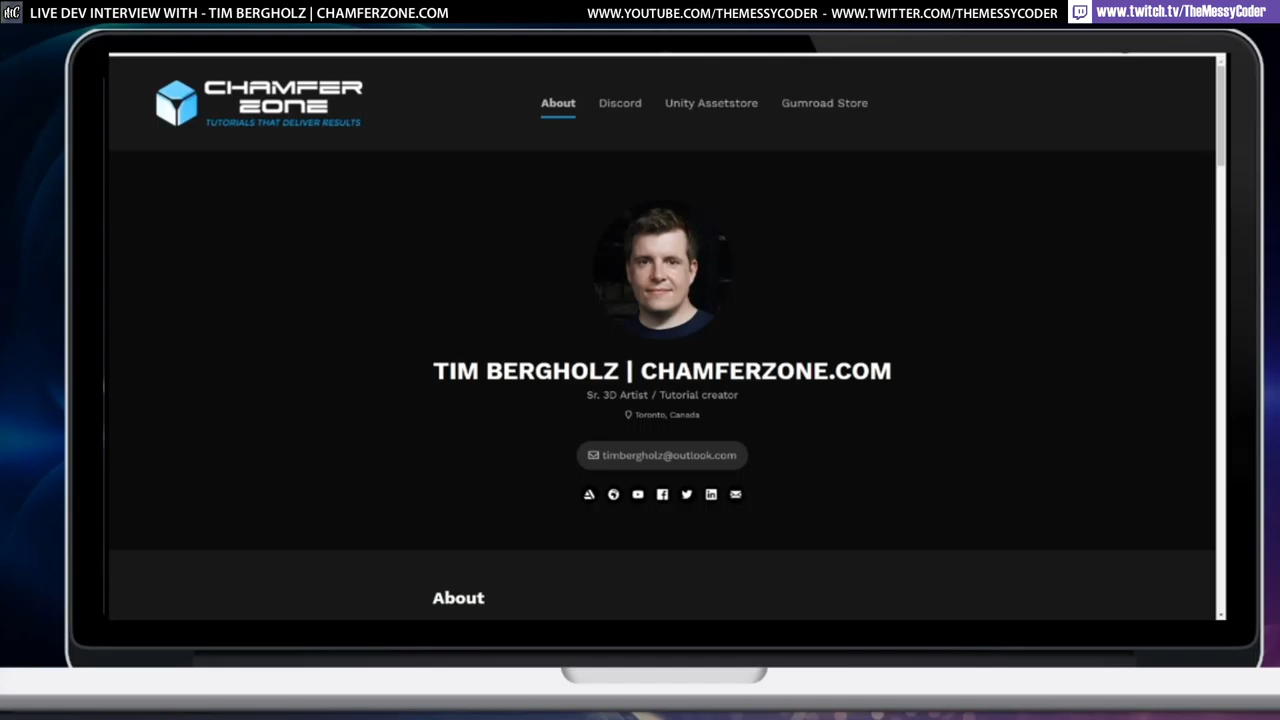 LIVE DEV INTERVIEW WITH - TIM BERGHOLZ | CHAMFERZONE.COM
WWW.YOUTUBE.COM/THEMESSYCODER - WWW.TWITTER.COM/THEMESSYCODER
www.twitch.tv/TheMessyCoder
CHAMFER
ZONE
TUTORIALS THAT DELIVER RESULTS
About
Discord
Unity Assetstore
Gumroad Store
TIM BERGHOLZ | CHAMFERZONE.COM
Sr. 3D Artist / Tutorial creator
Toronto, Canada
timbergholz@outlook.com
About